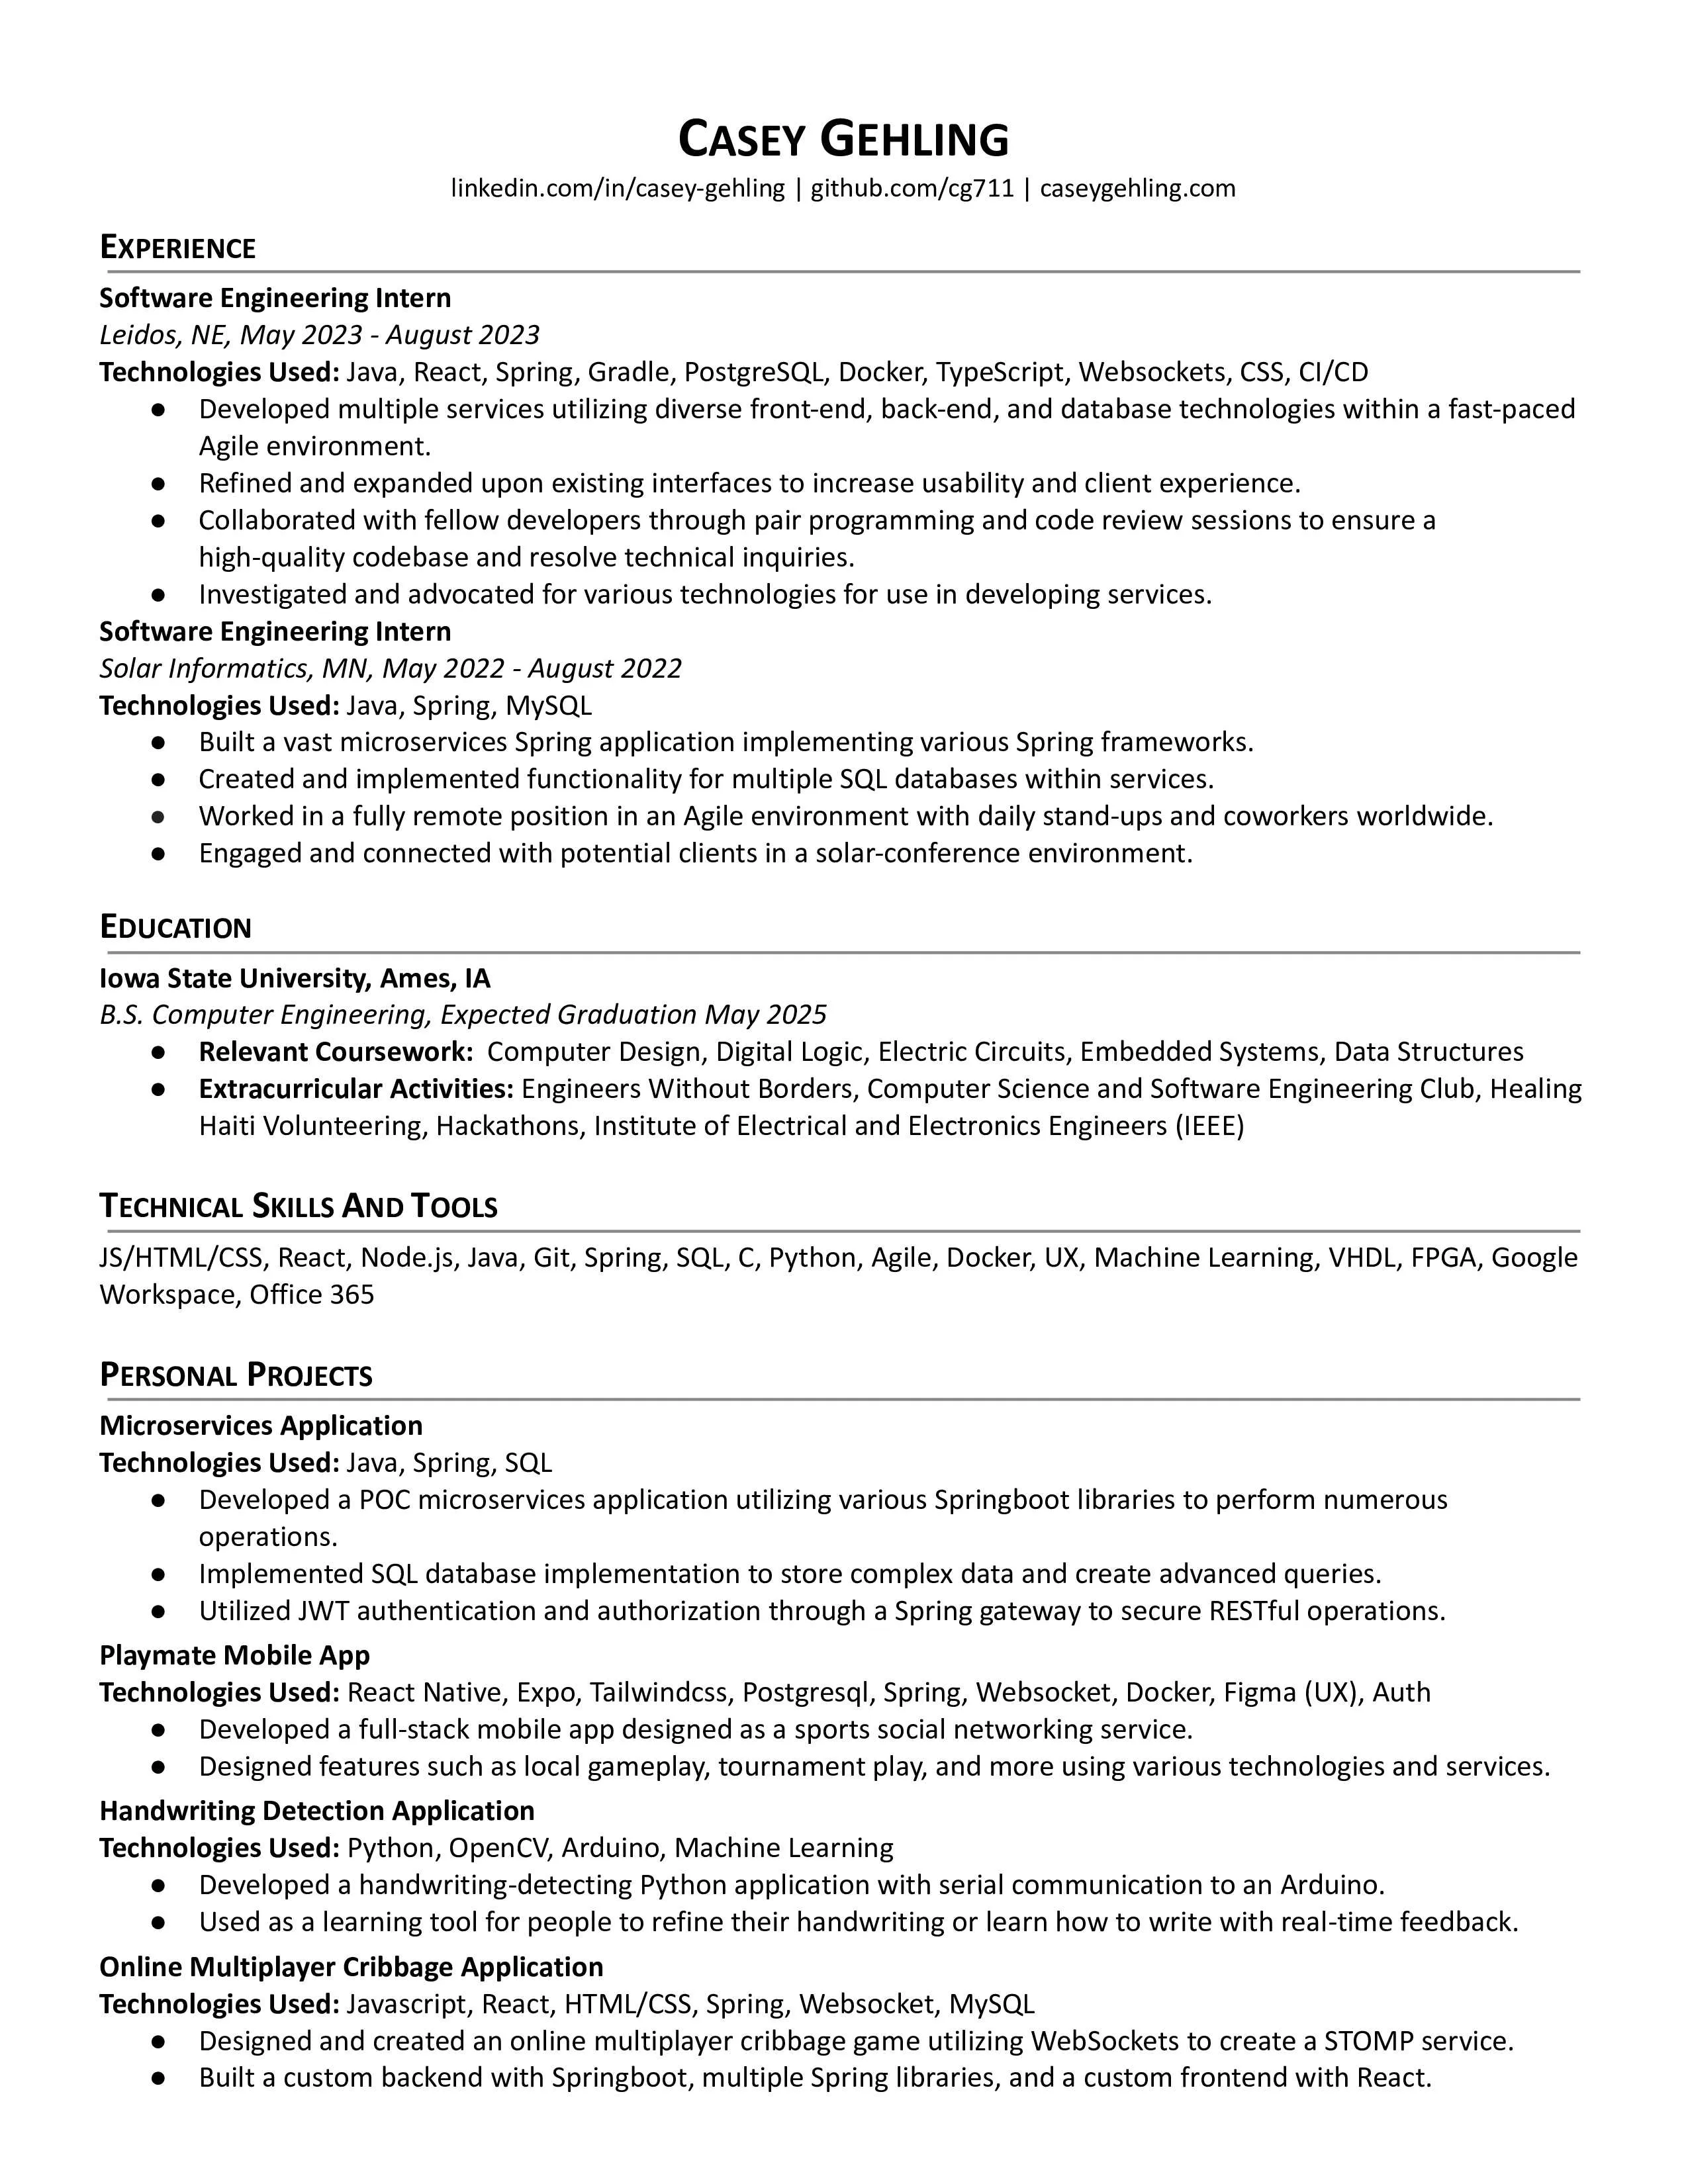 CASEY GEHLING
linkedin.com/in/casey-gehling | github.com/cg711 | caseygehling.com
EXPERIENCE
Software Engineering Intern
Leidos, NE, May 2023 - August 2023
Technologies Used: Java, React, Spring, Gradle, PostgreSQL, Docker, TypeScript, Websockets, CSS, CI/CD
● Developed multiple services utilizing diverse front-end, back-end, and database technologies within a fast-paced
Agile environment.
● Refined and expanded upon existing interfaces to increase usability and client experience.
● Collaborated with fellow developers through pair programming and code review sessions to ensure a
high-quality codebase and resolve technical inquiries.
● Investigated and advocated for various technologies for use in developing services.
Software Engineering Intern
Solar Informatics, MN, May 2022 - August 2022
Technologies Used: Java, Spring, MySQL
● Built a vast microservices Spring application implementing various Spring frameworks.
● Created and implemented functionality for multiple SQL databases within services.
● Worked in a fully remote position in an Agile environment with daily stand-ups and coworkers worldwide.
● Engaged and connected with potential clients in a solar-conference environment.
EDUCATION
Iowa State University, Ames, IA
B.S. Computer Engineering, Expected Graduation May 2025
● Relevant Coursework: Computer Design, Digital Logic, Electric Circuits, Embedded Systems, Data Structures
● Extracurricular Activities: Engineers Without Borders, Computer Science and Software Engineering Club, Healing
Haiti Volunteering, Hackathons, Institute of Electrical and Electronics Engineers (IEEE)
TECHNICAL SKILLS AND TOOLS
JS/HTML/CSS, React, Node.js, Java, Git, Spring, SQL, C, Python, Agile, Docker, UX, Machine Learning, VHDL, FPGA, Google
Workspace, Office 365
PERSONAL PROJECTS
Microservices Application
Technologies Used: Java, Spring, SQL
● Developed a POC microservices application utilizing various Springboot libraries to perform numerous
operations.
● Implemented SQL database implementation to store complex data and create advanced queries.
● Utilized JWT authentication and authorization through a Spring gateway to secure RESTful operations.
Playmate Mobile App
Technologies Used: React Native, Expo, Tailwindcss, Postgresql, Spring, Websocket, Docker, Figma (UX), Auth
● Developed a full-stack mobile app designed as a sports social networking service.
● Designed features such as local gameplay, tournament play, and more using various technologies and services.
Handwriting Detection Application
Technologies Used: Python, OpenCV, Arduino, Machine Learning
● Developed a handwriting-detecting Python application with serial communication to an Arduino.
● Used as a learning tool for people to refine their handwriting or learn how to write with real-time feedback.
Online Multiplayer Cribbage Application
Technologies Used: Javascript, React, HTML/CSS, Spring, Websocket, MySQL
● Designed and created an online multiplayer cribbage game utilizing WebSockets to create a STOMP service.
● Built a custom backend with Springboot, multiple Spring libraries, and a custom frontend with React.